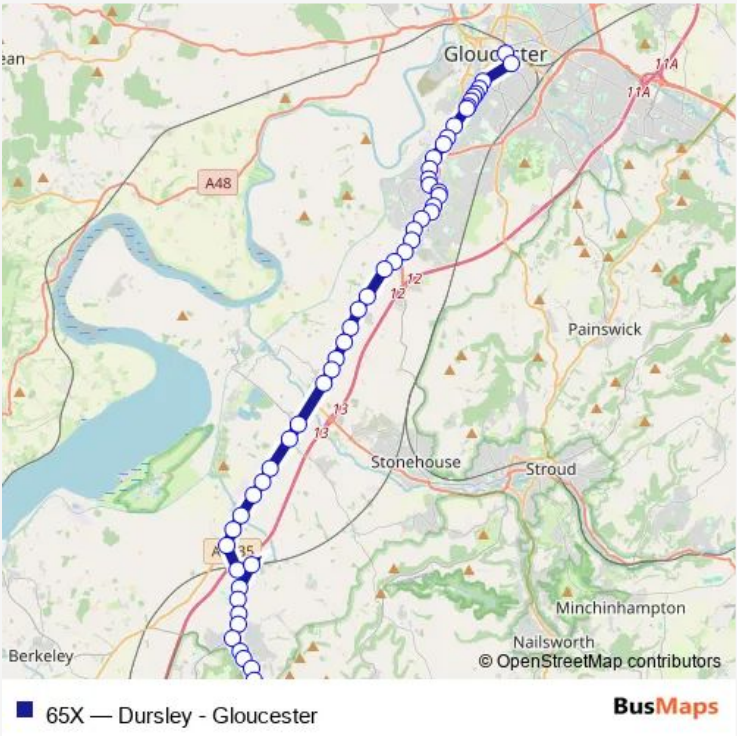 ean
Gloucester
11A
11A
A48
12
12
Painswick
13
13
Stonehouse
Stroud
Minchinhampton
Nailsworth
Berkeley
© OpenStreetMap contributors
65X — Dursley - Gloucester
BusMaps